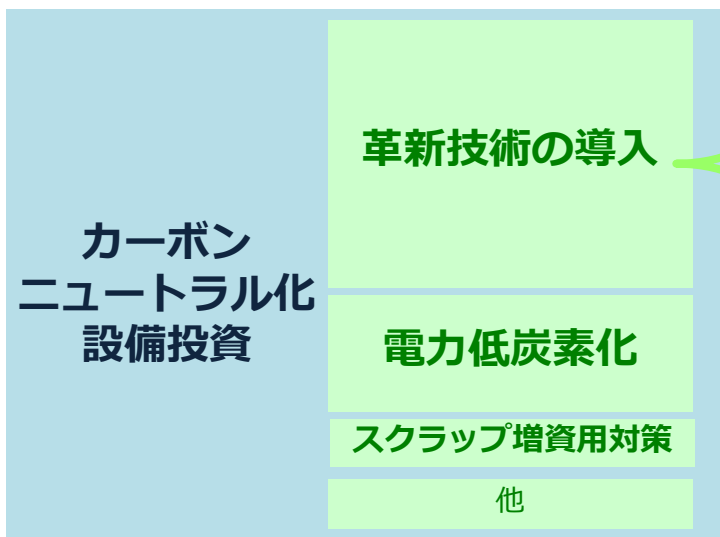 カーボン
ニュートラル化
設備投資
革新技術の導入
電力低炭素化
スクラップ増資用対策
他